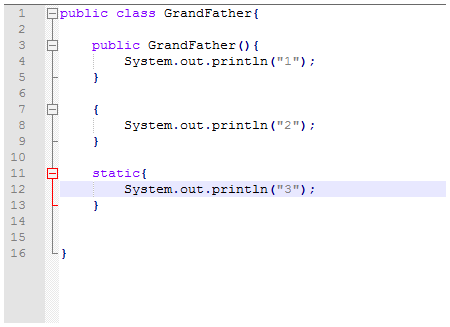 1 public class GrandFather{
2
3     public GrandFather(){
4         System.out.println("1");
5     }
6
7     {
8         System.out.println("2");
9     }
10
11     static{
12         System.out.println("3");
13     }
14
15
16 }